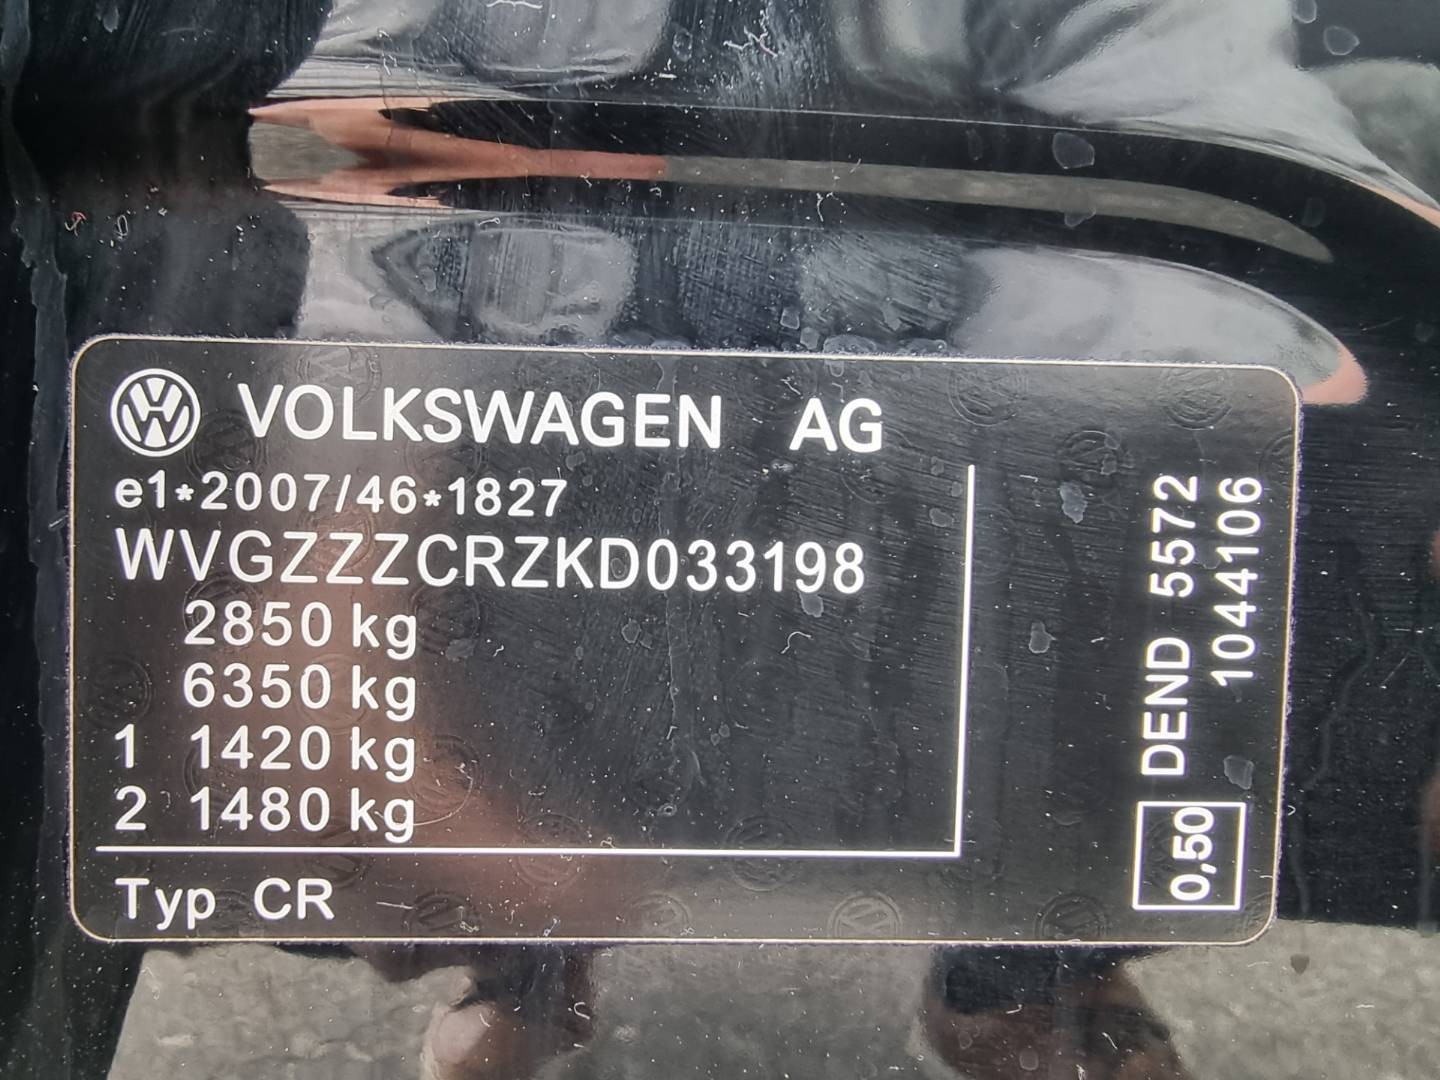 VOLKSWAGEN AG
e1*2007/46*1827
WVGZZZCRZKD033198
2850 kg
6350 kg
1 1420 kg
2 1480 kg
Typ CR
0,50 DEND 5572
1044106